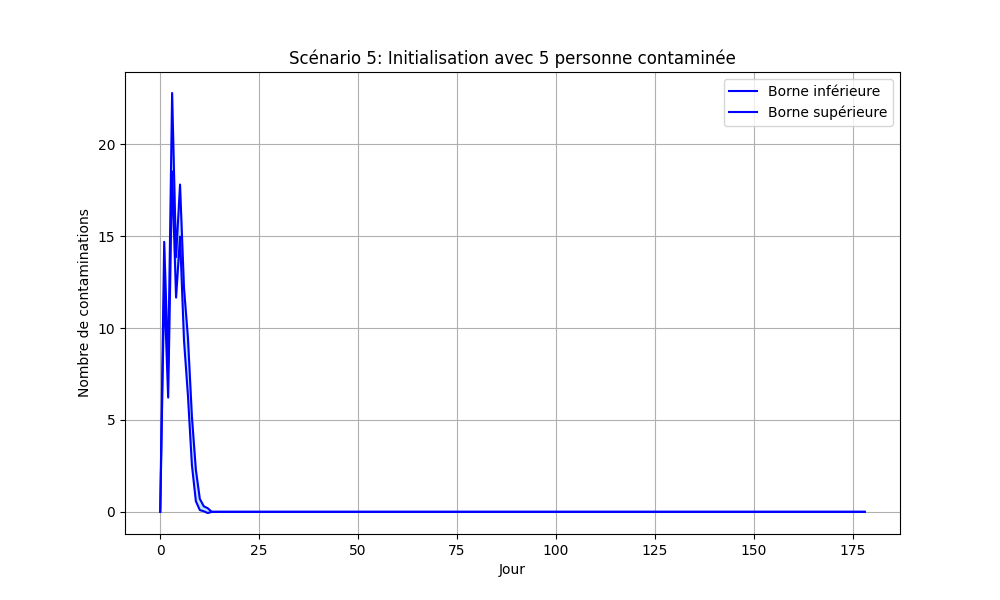 Scénario 5: Initialisation avec 5 personne contaminée
Borne inférieure
Borne supérieure
Nombre de contaminations
20
15
10
5
0
0 25 50 75 100 125 150 175
Jour